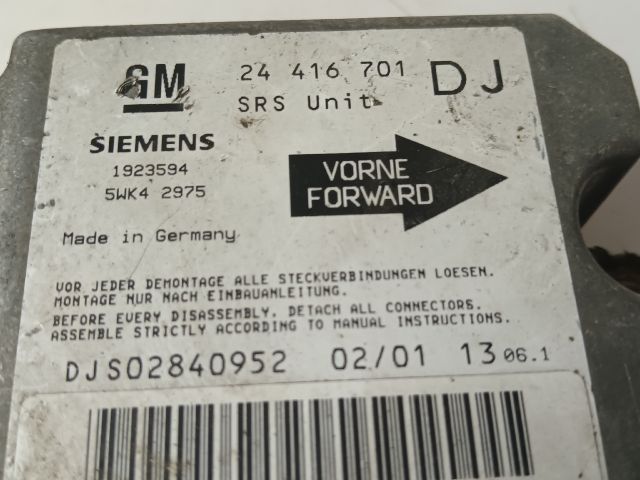 GM 24 416 701 DJ
SRS Unit
SIEMENS
1923594
5WK4 2975
VORNE
FORWARD
Made in Germany
VOR JEDER DEMONTAGE ALLE STECKVERBINDUNGEN LOESEN.
MONTAGE NUR NACH EINBAUANLEITUNG.
BEFORE EVERY DISASSEMBLY, DETACH ALL CONNECTORS.
ASSEMBLE STRICTLY ACCORDING TO MANUAL INSTRUCTIONS.
DJS02840952 02/01 13 06.1